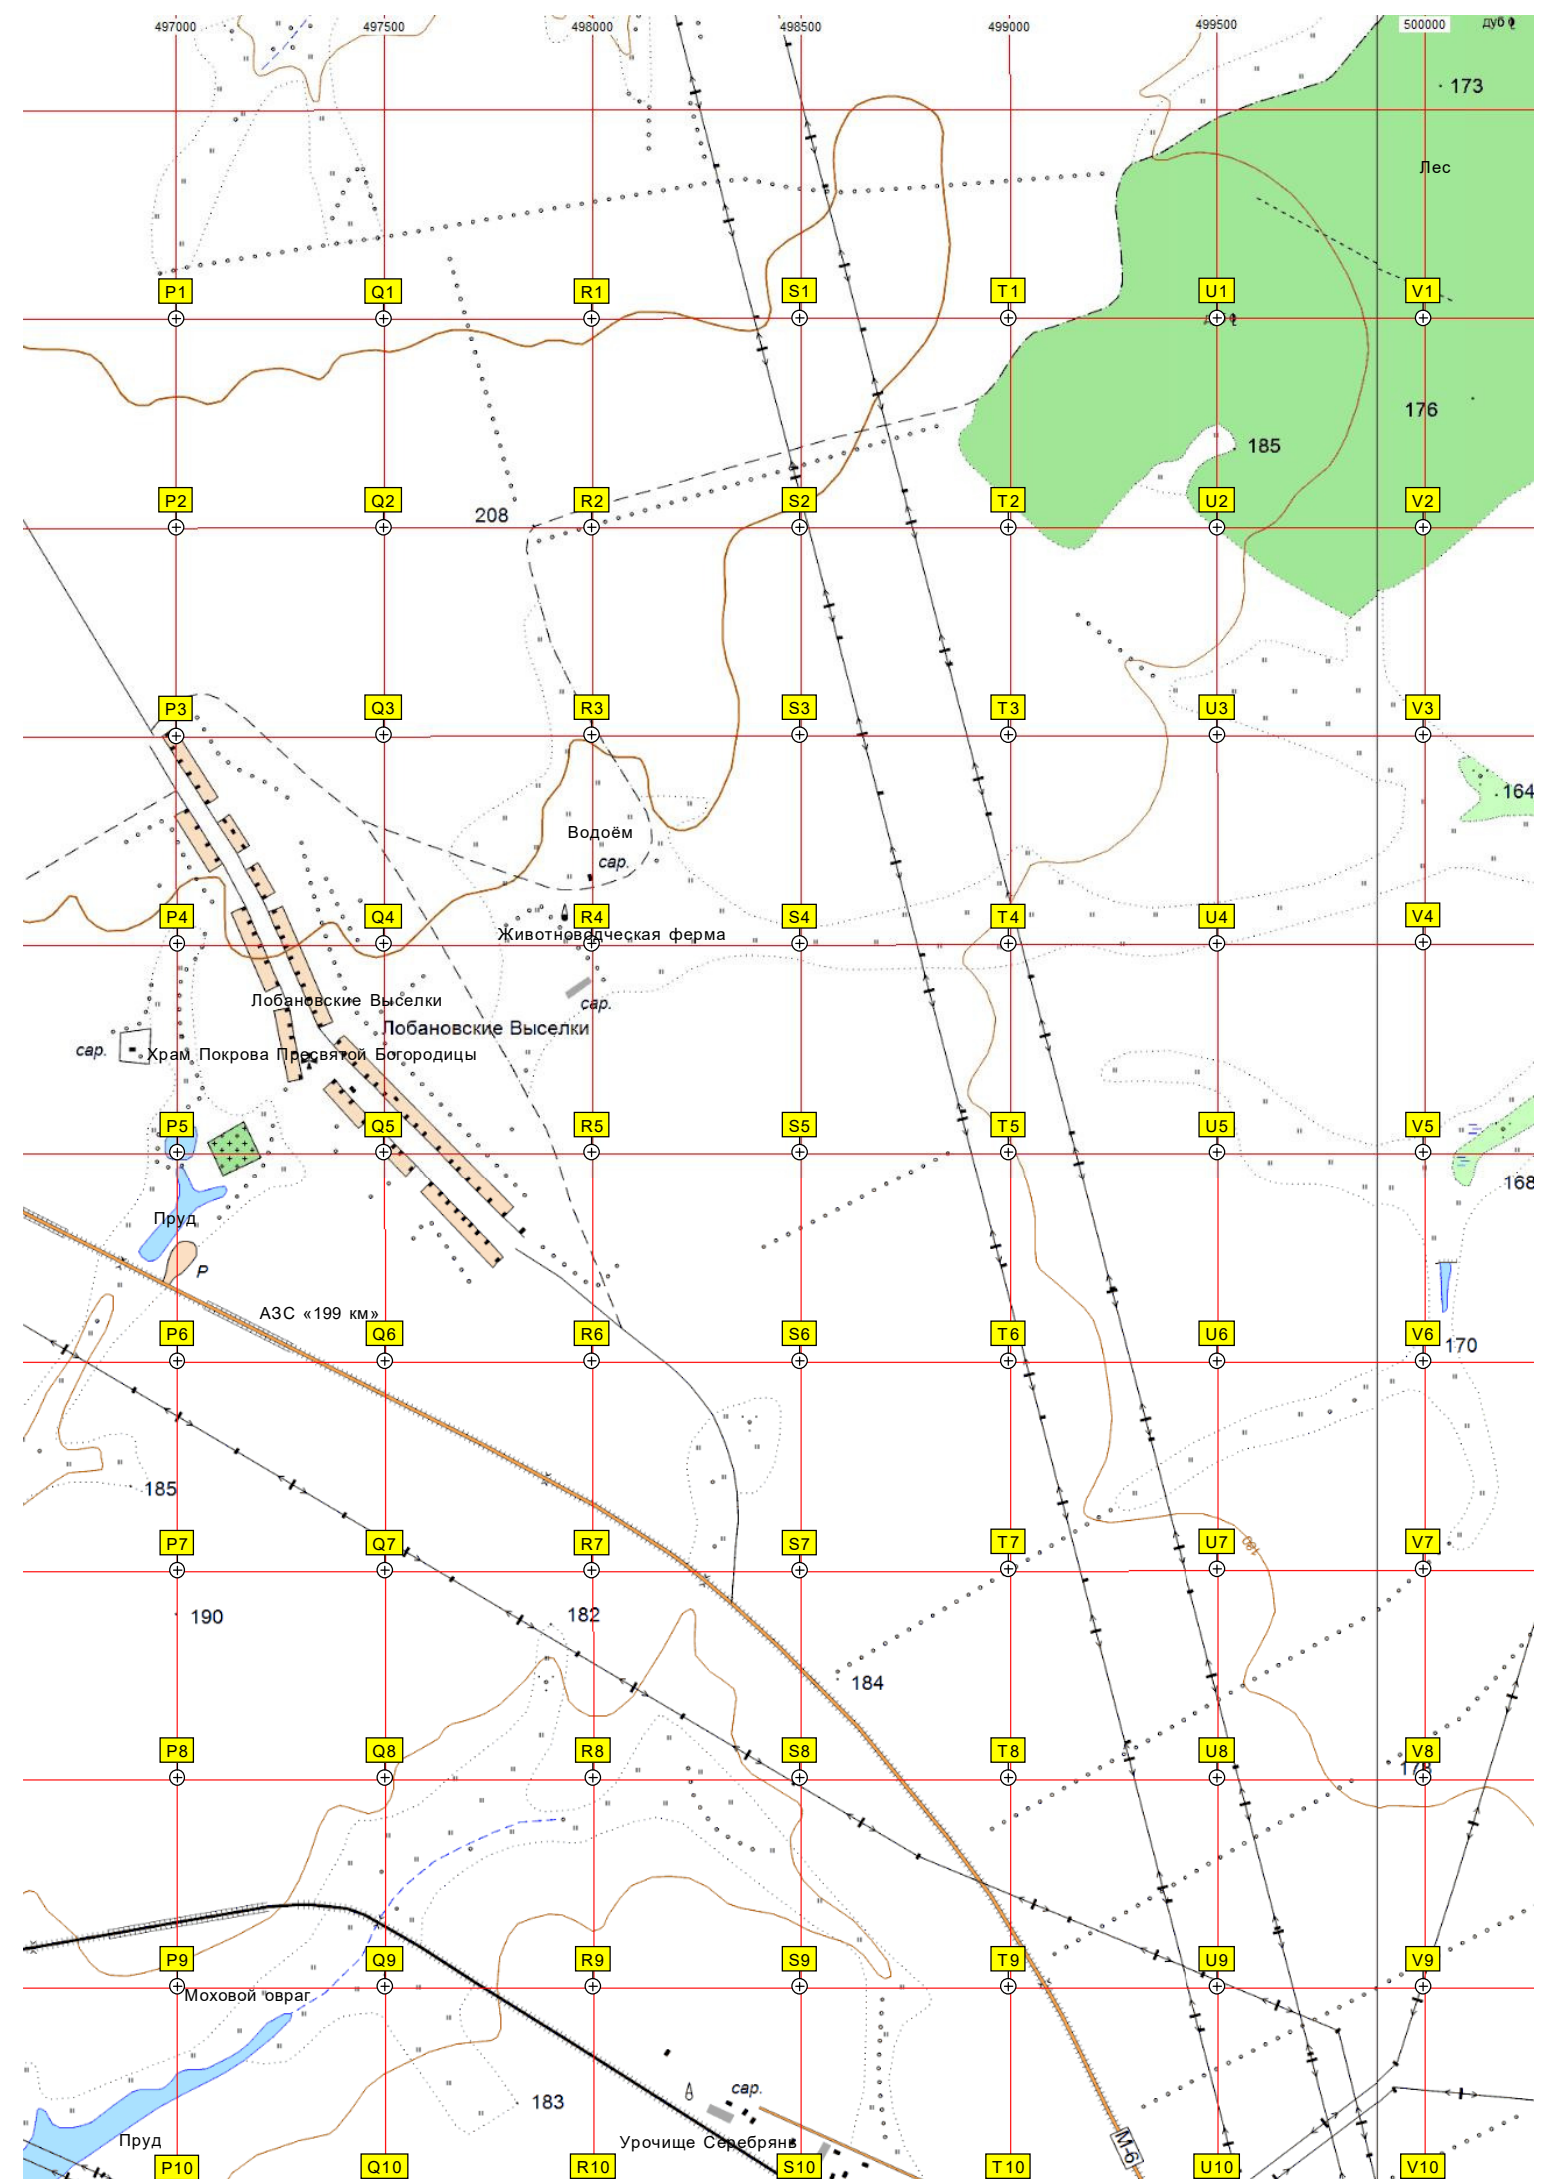 497000 497500 498000 498500 499000 499500 500000 дуб
173
Лес
P1 Q1 R1 S1 T1 U1 V1
176
185
P2 Q2 R2 S2 T2 U2 V2
208
P3 Q3 R3 S3 T3 U3 V3
164
Водоём
сар.
P4 Q4 R4 S4 T4 U4 V4
Животноводческая ферма
Лобановские Выселки
сар.
Лобановские Выселки
сар.
Храм Покрова Пресвятой Богородицы
P5 Q5 R5 S5 T5 U5 V5
168
Пруд
P
АЗС «199 км»
P6 Q6 R6 S6 T6 U6 V6
170
185
P7 Q7 R7 S7 T7 U7 V7
180
190
182
184
P8 Q8 R8 S8 T8 U8 V8
P9 Q9 R9 S9 T9 U9 V9
Моховой овраг
сар.
183
Пруд
Урочище Серебряне
М-6
P10 Q10 R10 S10 T10 U10 V10